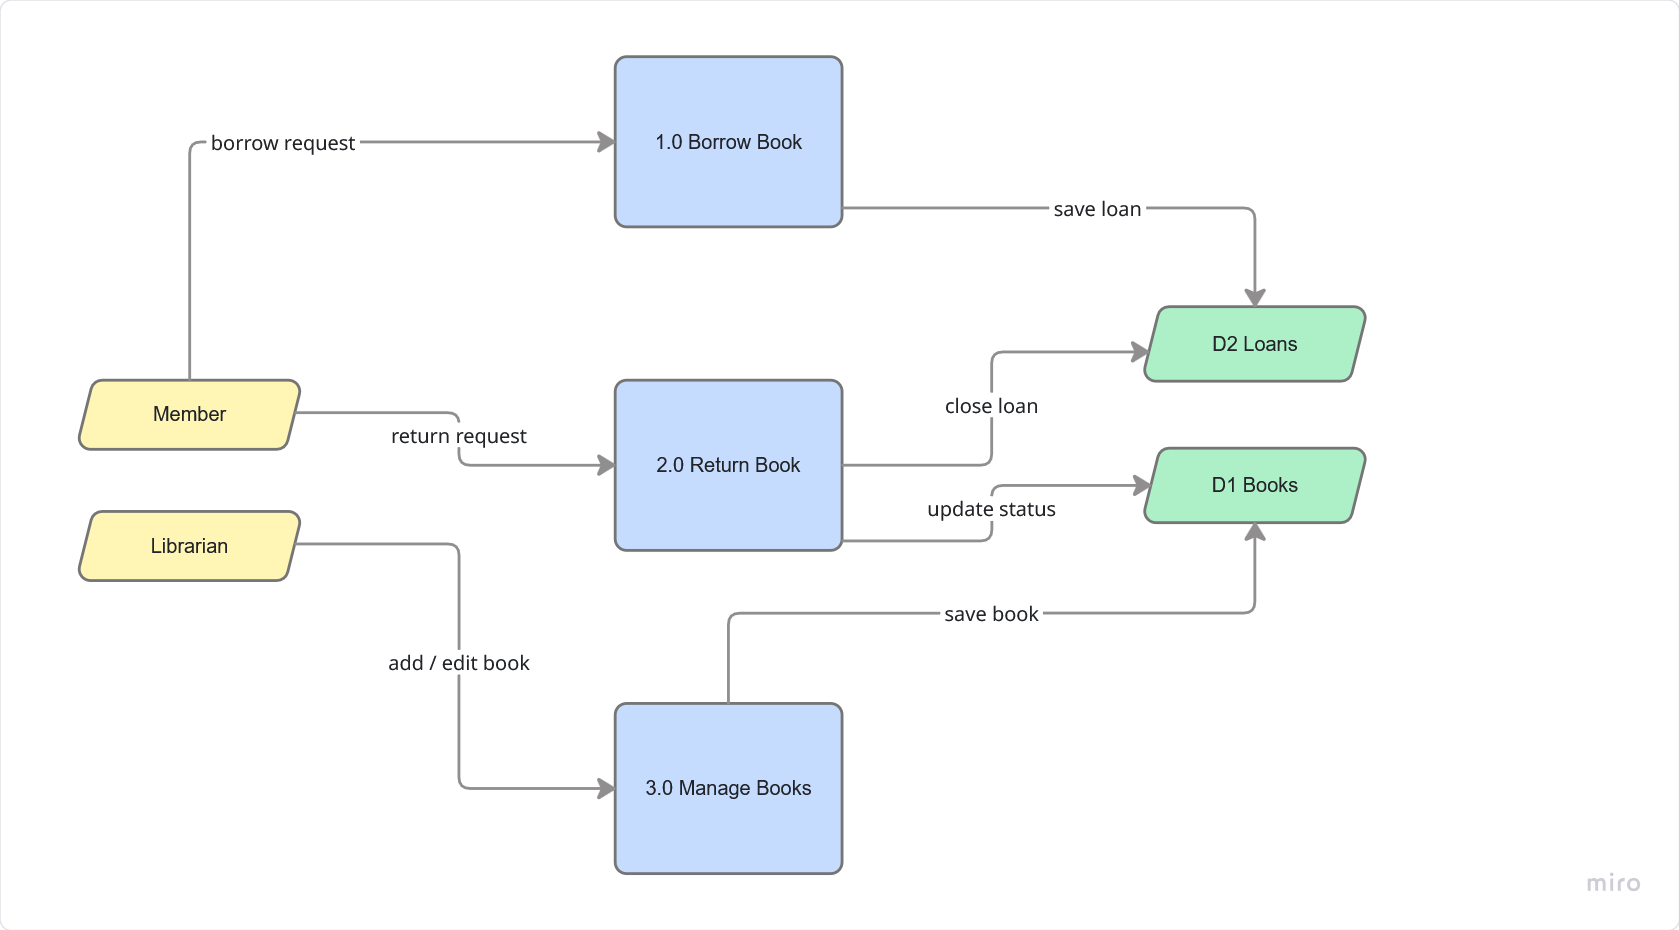 1.0 Borrow Book
borrow request
save loan
D2 Loans
Member
return request
close loan
2.0 Return Book
D1 Books
update status
Librarian
save book
add / edit book
3.0 Manage Books
miro